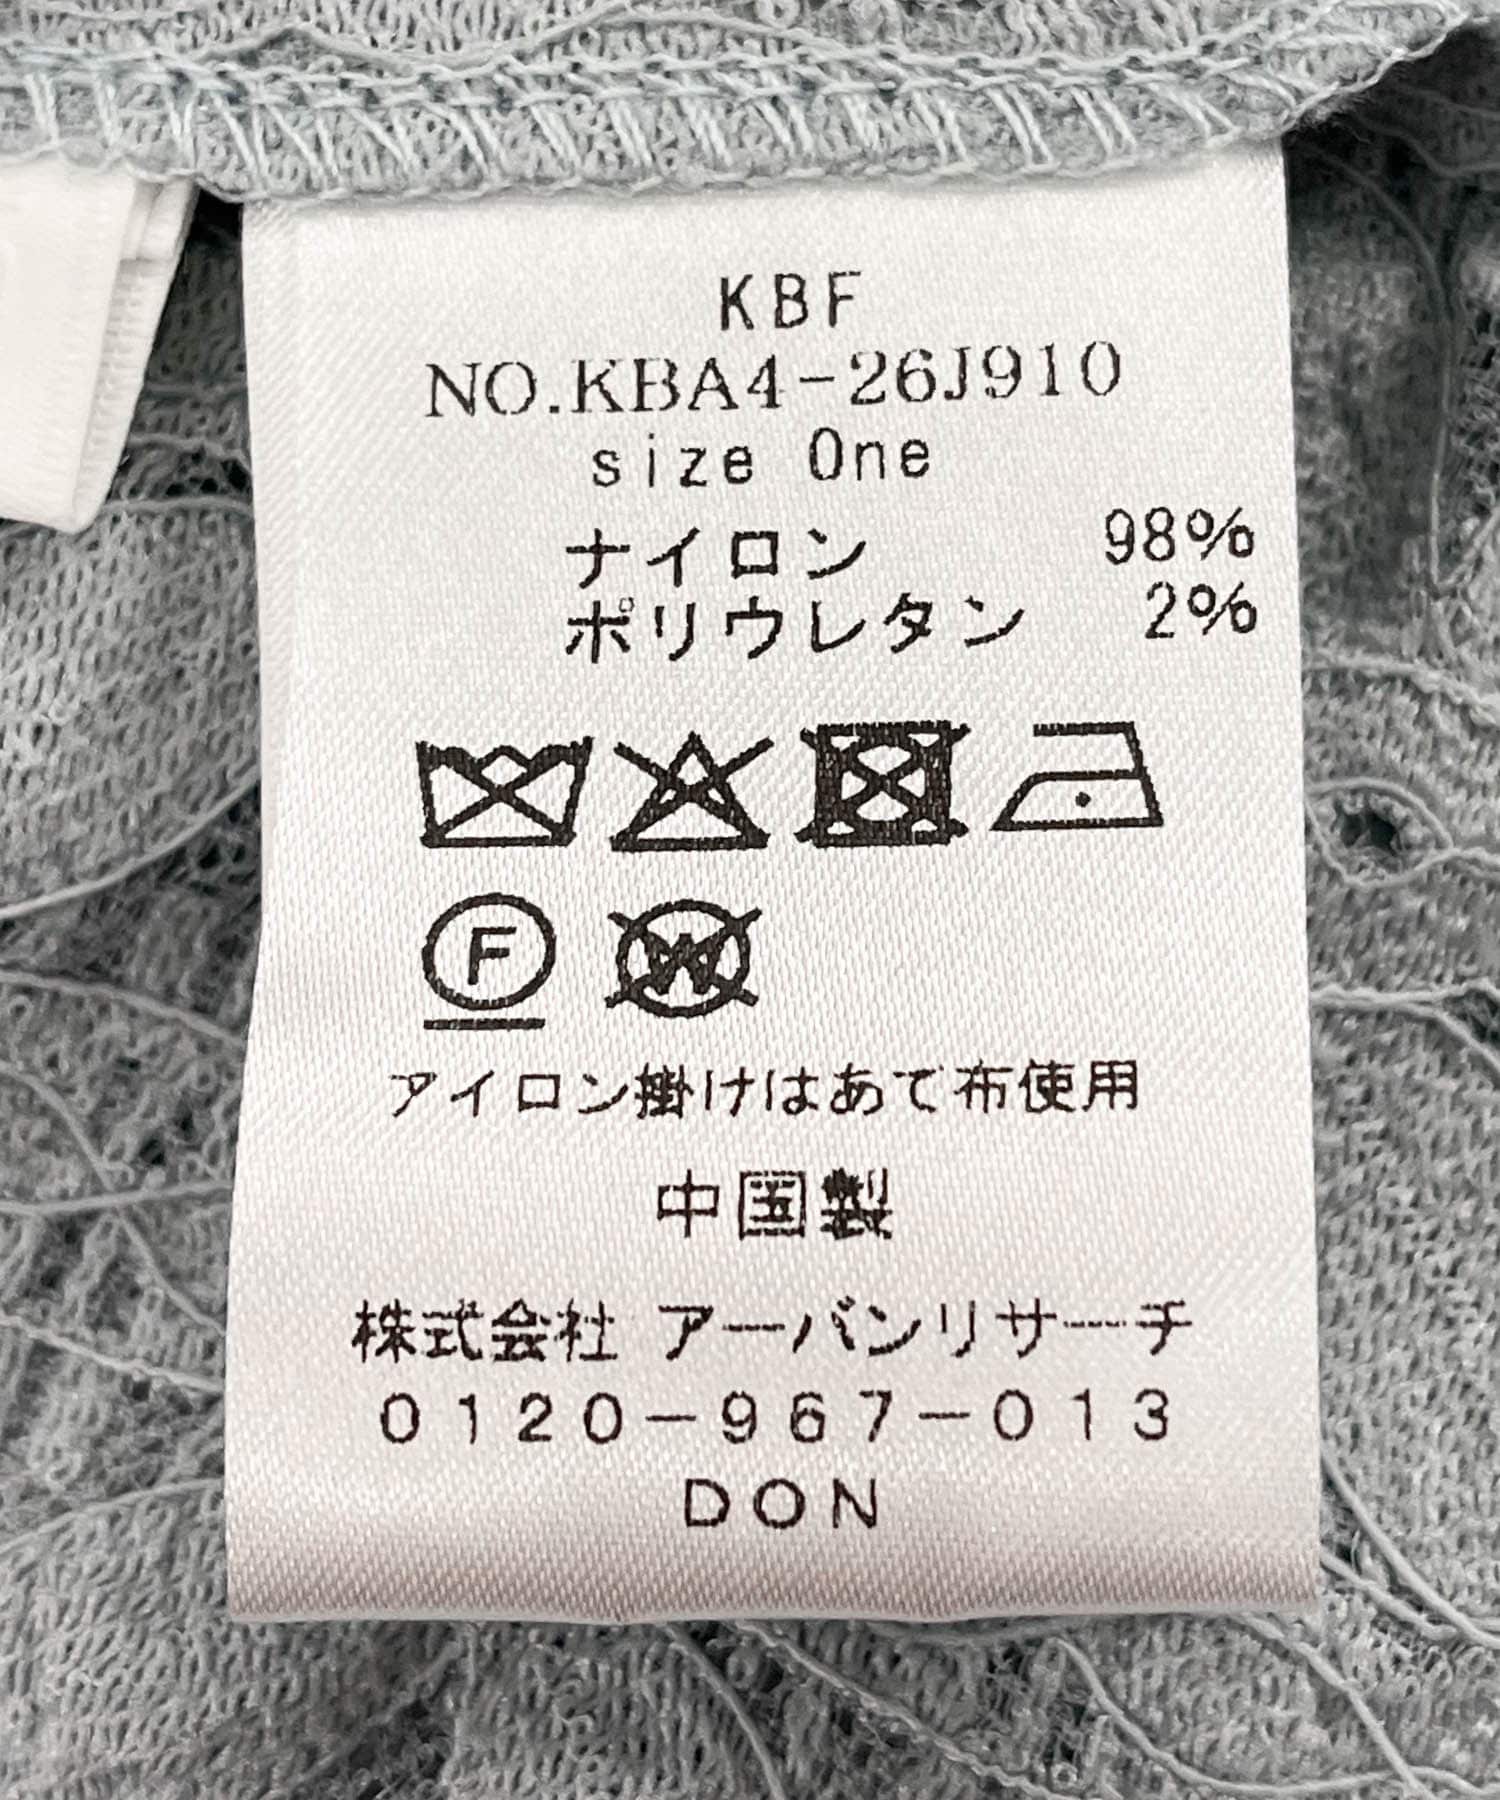 KBF
NO.KBA4-26J910
size One
ナイロン 98%
ポリウレタン 2%
F W
アイロン掛けはあて布使用
中国製
株式会社 アーバンリサーチ
0120-967-013
DON